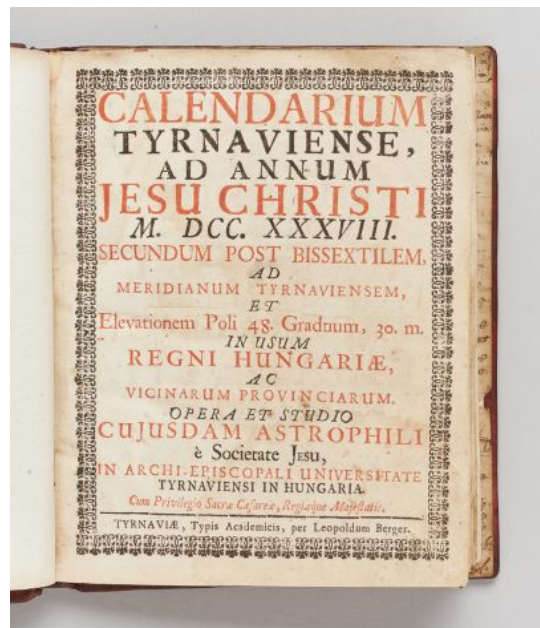 CALENDARIUM
TYRNAVIENSE,
AD ANNUM
JESU CHRISTI
M. DCC. XXXVIII.
SECUNDUM POST BISSEXTILEM,
AD
MERIDIANUM TYRNAVIENSEM,
ET
Elevationem Poli 48. Graduum, 30. m.
IN USUM
REGNI HUNGARIÆ,
AC
VICINARUM PROVINCIARUM.
OPERA ET STUDIO
CUJUSDAM ASTROPHILI
è Societate JESU,
IN ARCHI-EPISCOPALI UNIVERSITATE
TYRNAVIENSI IN HUNGARIA.
Cum Privilegio Sacræ Cæsareæ, Regiæque Majestatis.
TYRNAVIÆ, Typis Academicis, per Leopoldum Berger.